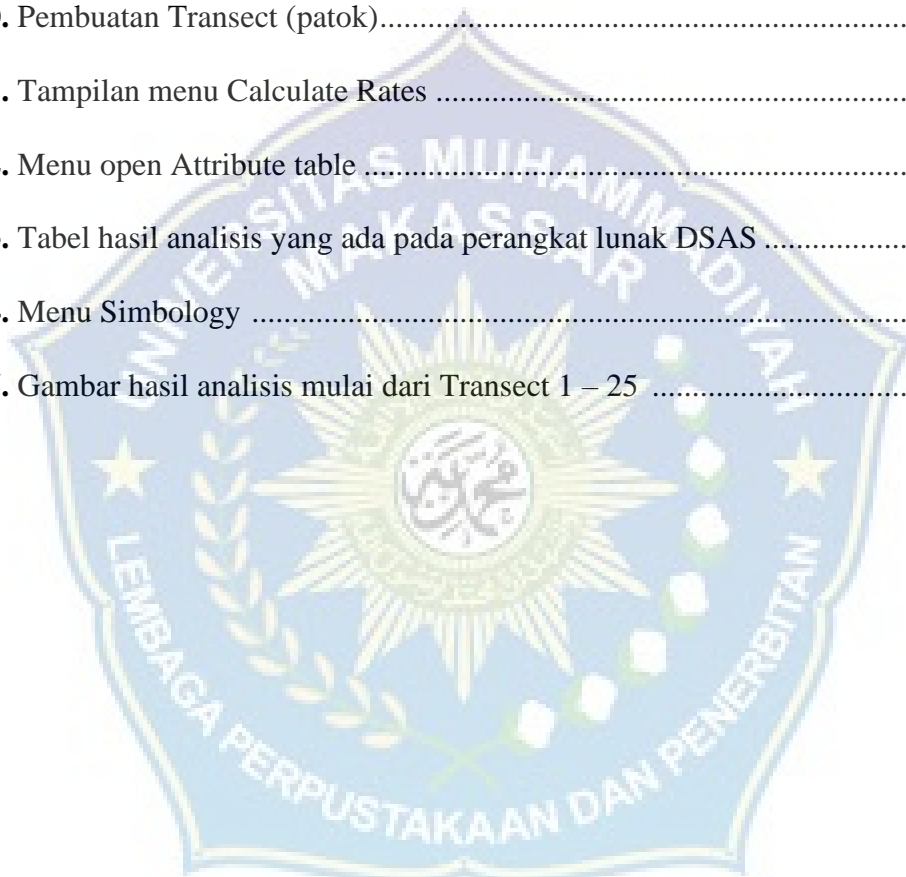 . Pembuatan Transect (patok)..................................................................................
. Tampilan menu Calculate Rates .........................................................................
. Menu open Attribute table ....................................................................................
. Tabel hasil analisis yang ada pada perangkat lunak DSAS ......................
. Menu Simbology .....................................................................................................
. Gambar hasil analisis mulai dari Transect 1 – 25 .......................................
UNIVERSITAS MUHAMMADIYAH
MAKASSAR
LEMBAGA PERPUSTAKAAN DAN PENERBITAN